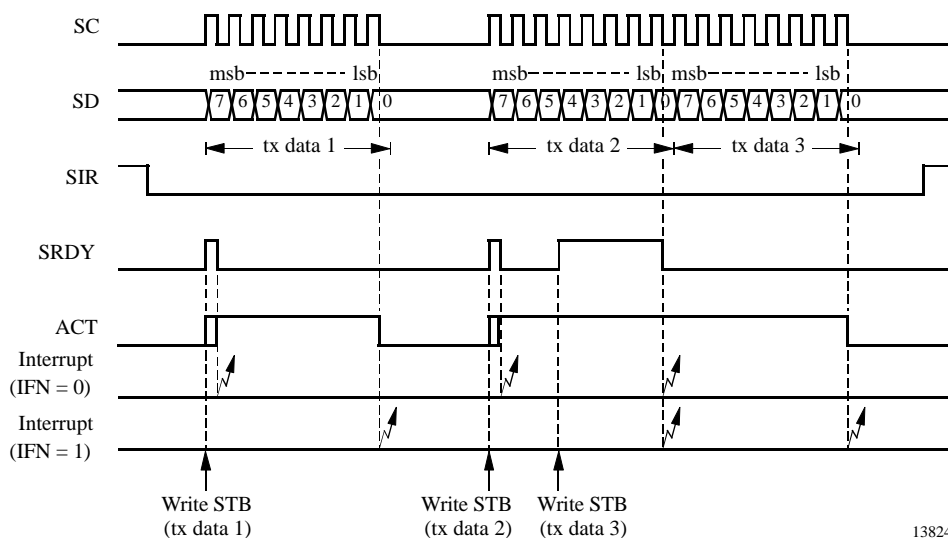 SC
msb lsb msb lsb
SD 7 6 5 4 3 2 1 0 7 6 5 4 3 2 1 0 7 6 5 4 3 2 1 0
tx data 1 tx data 2 tx data 3
SIR
SRDY
ACT
Interrupt
(IFN = 0)
Interrupt
(IFN = 1)
Write STB Write STB Write STB
(tx data 1) (tx data 2) (tx data 3)
13824